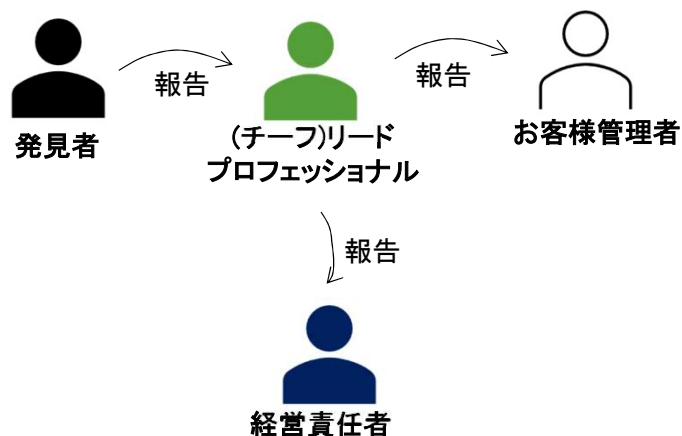 報告
報告
発見者
(チーフ)リード
プロフェッショナル
お客様管理者
報告
経営責任者